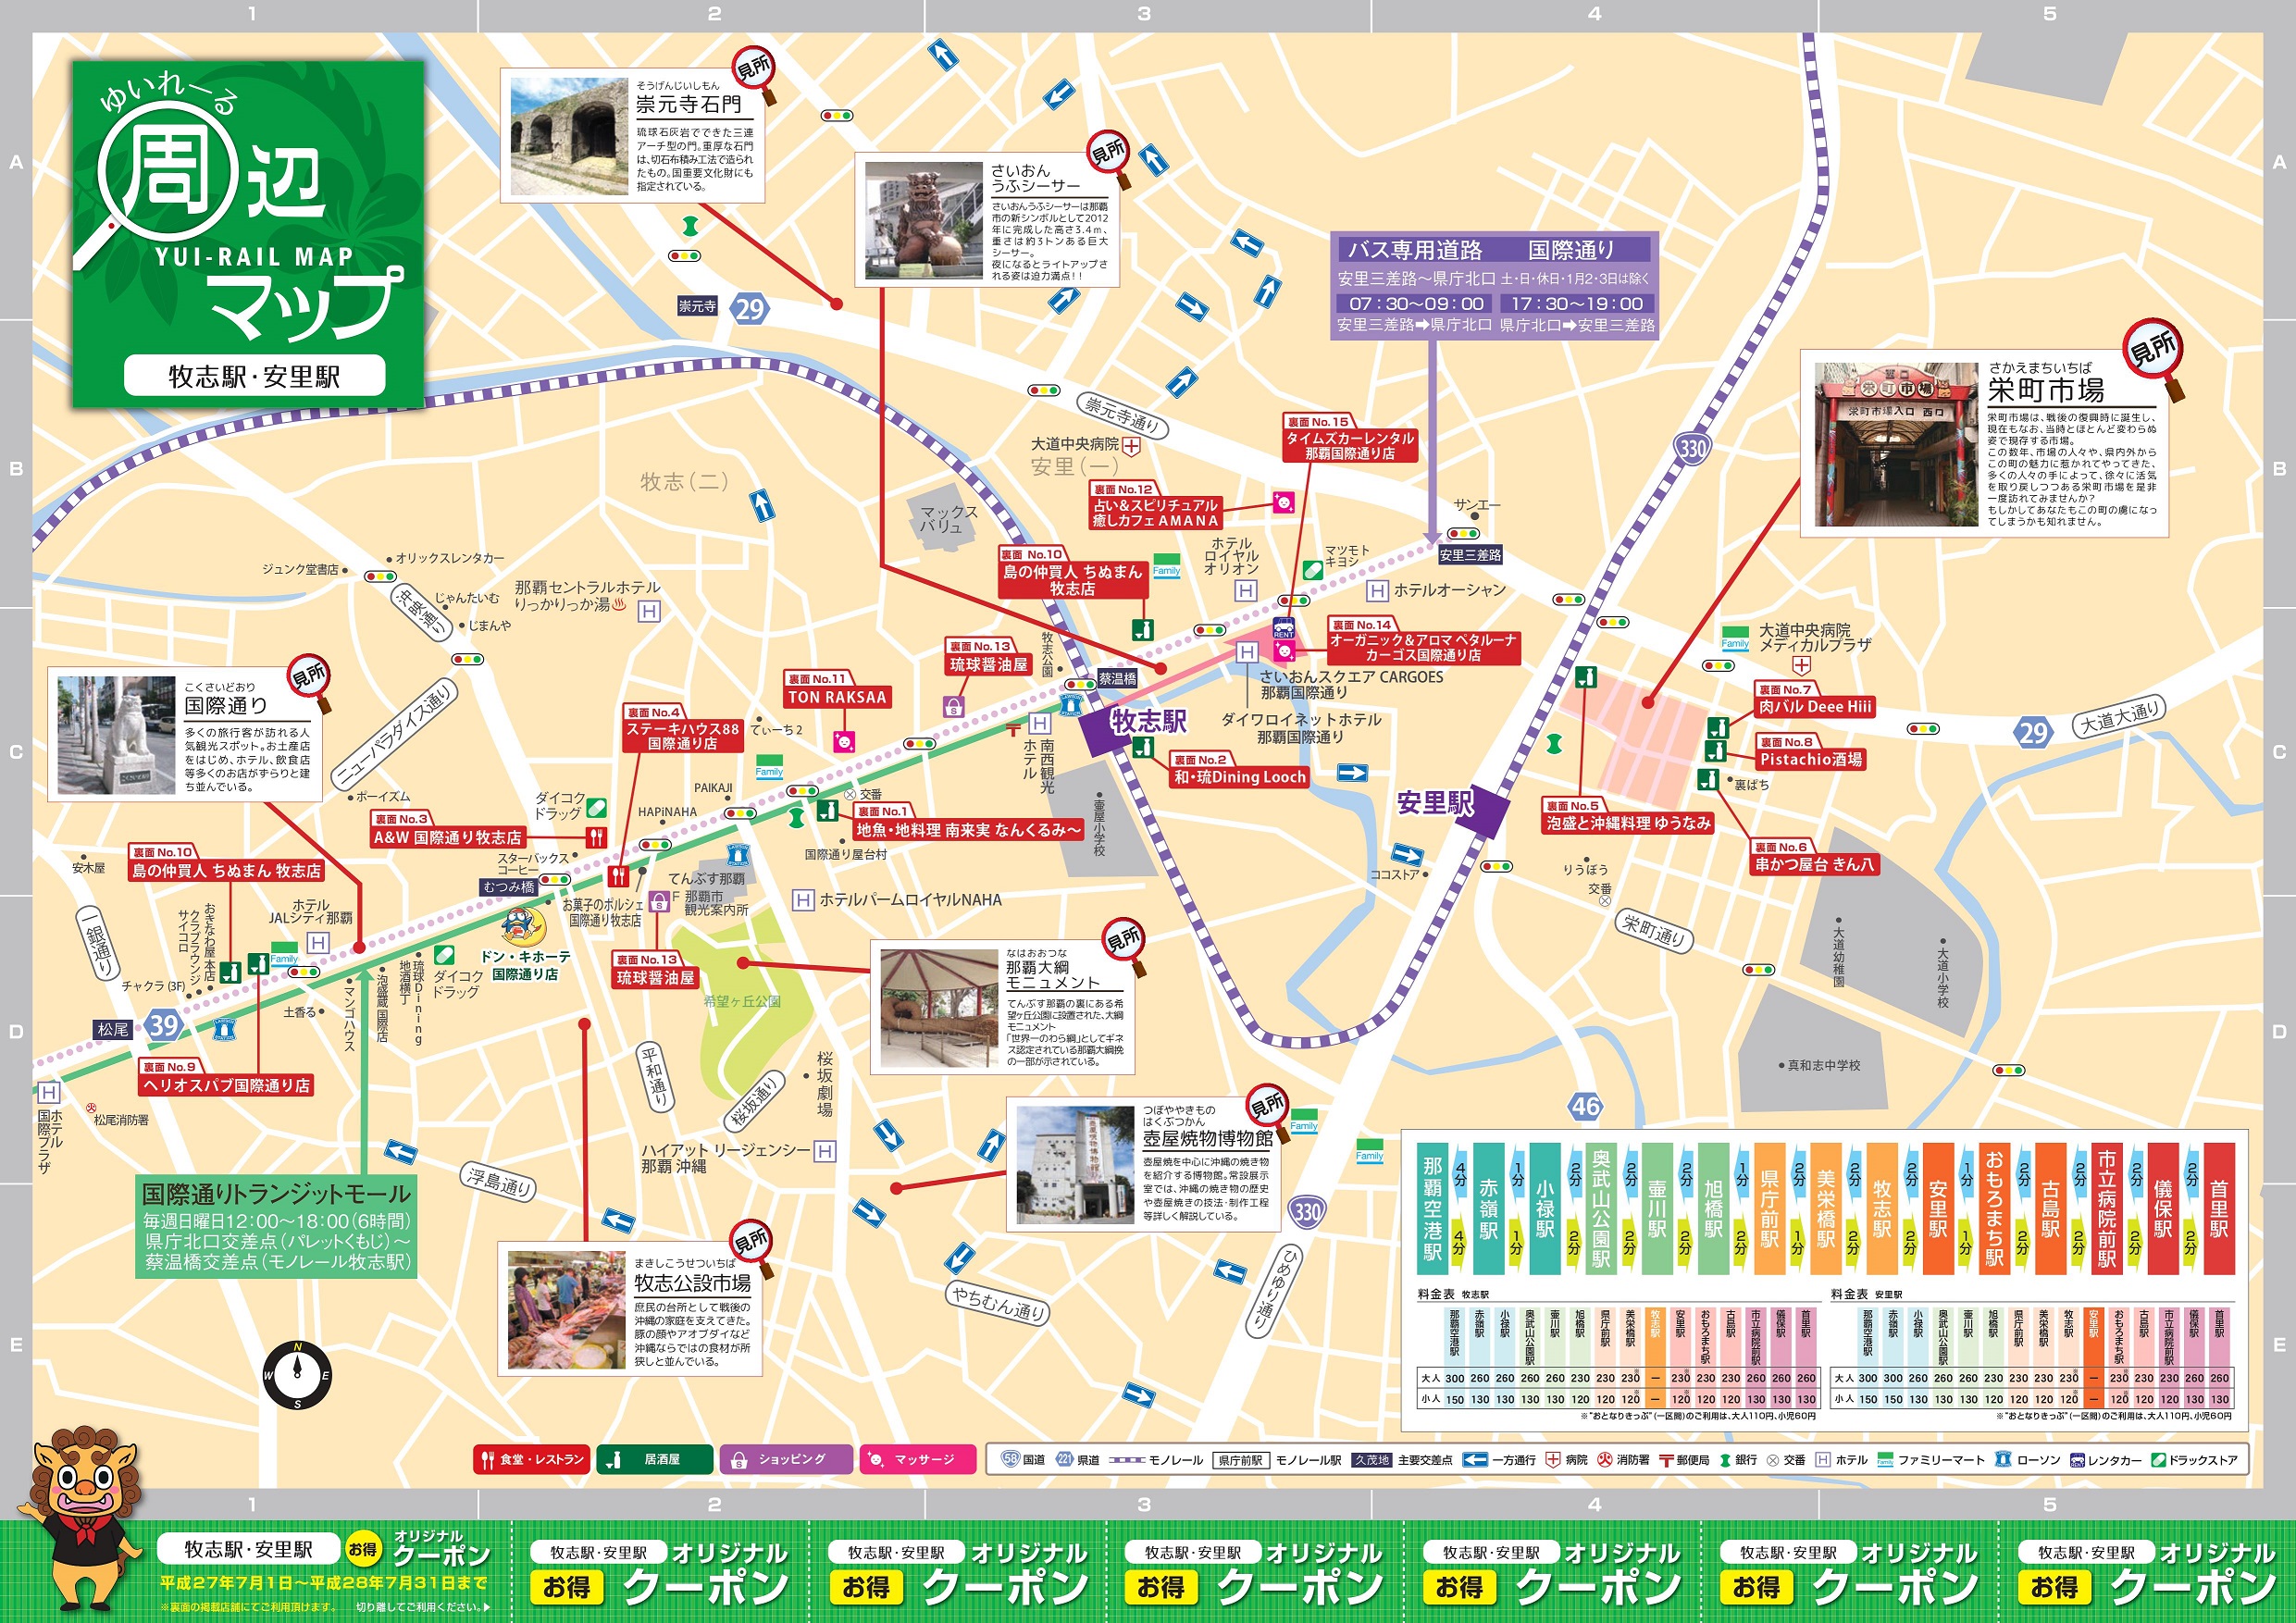 1
2
3
4
5
A
B
C
D
E
ゆいれーる
周辺
YUI-RAIL MAP
マップ
牧志駅・安里駅
見所
そうげんじいしもん
崇元寺石門
琉球石灰岩でできた三連
アーチ型の門。重厚な石門
は、切石布積み工法で造られ
たもの。国重要文化財にも
指定されている。
見所
さいおん
うふシーサー
さいおんうふシーサーは那覇
市の新シンボルとして2012
年に完成した高さ3.4m、
重さは約3トンある巨大
シーサー。
夜になるとライトアップさ
れる姿は迫力満点！！
バス専用道路 国際通り
安里三差路～県庁北口 土・日・休日・1月2・3日は除く
07：30～09：00 17：30～19：00
安里三差路➡県庁北口 県庁北口➡安里三差路
見所
さかえまちいちば
栄町市場
栄町市場は、戦後の復興時に誕生し、
現在もなお、当時とほとんど変わらぬ
姿で現存する市場。
この数年、市場の人々や、県内外から
この町の魅力に惹かれてやってきた、
多くの人々の手によって、徐々に活気
を取り戻しつつある栄町市場を是非
一度訪れてみませんか？
もしかしてあなたもこの町の虜になっ
てしまうかも知れません。
栄町市場
栄町市場入口 西口
崇元寺
29
崇元寺通り
大道中央病院
安里（一）
牧志（二）
マックス
バリュ
330
裏面 No.15
タイムズカーレンタル
那覇国際通り店
裏面 No.12
占い&スピリチュアル
癒しカフェ AMANA
裏面 No.10
島の仲買人 ちぬまん
牧志店
Family
ホテル
ロイヤル
オリオン
マツモト
キヨシ
サンエー
安里三差路
ホテルオーシャン
オリックスレンタカー
ジュンク堂書店
沖映通り
じゃんたいむ
じまんや
那覇セントラルホテル
りっかりっか湯
裏面 No.14
オーガニック&アロマ ペタルーナ
カーゴス国際通り店
RENT
さいおんスクエア CARGOES
那覇国際通り
ダイワロイネットホテル
那覇国際通り
裏面 No.13
琉球醤油屋
牧志公園
蔡温橋
牧志駅
Family
大道中央病院
メディカルプラザ
裏面 No.7
肉バル Deee Hiii
裏面 No.8
Pistachio酒場
裏ばち
裏面 No.5
泡盛と沖縄料理 ゆうなみ
裏面 No.6
串かつ屋台 きん八
29
大道大通り
見所
こくさいどおり
国際通り
多くの旅行客が訪れる人
気観光スポット。お土産店
をはじめ、ホテル、飲食店
等多くのお店がずらりと建
ち並んでいる。
ニューパラダイス通り
ボーイズム
裏面 No.11
TON RAKSAA
裏面 No.4
ステーキハウス88
国際通り店
てぃーち2
Family
PAIKAJI
HAPiNAHA
ダイコク
ドラッグ
裏面 No.3
A&W 国際通り牧志店
スターバックス
コーヒー
むつみ橋
交番
裏面 No.1
地魚・地料理 南来実 なんくるみ～
国際通り屋台村
南西観光
ホテル
裏面 No.2
和・琉Dining Looch
壺屋小学校
安里駅
ココストア
りうぼう
交番
栄町通り
大道幼稚園
大道小学校
真和志中学校
安木屋
裏面 No.10
島の仲買人 ちぬまん 牧志店
一銀通り
おきなわ屋 本店
クラブラウンジ
サイコロ
チャクラ (3F)
Family
ホテル
JALシティ那覇
松尾
39
土香る
マンゴハウス
泡盛蔵 国際店
琉球Dining
地酒横丁
ダイコク
ドラッグ
ドン・キホーテ
国際通り店
お菓子のポルシェ
国際通り牧志店
てんぶす那覇
F 那覇市
観光案内所
裏面 No.13
琉球醤油屋
ホテルパームロイヤルNAHA
希望ヶ丘公園
見所
なはおおつな
那覇大綱
モニュメント
てんぶす那覇の裏にある希
望ヶ丘公園に設置された、大綱
モニュメント
「世界一のわら綱」としてギネ
ス認定されている那覇大綱挽
の一部が示されている。
裏面 No.9
ヘリオスパブ国際通り店
ホテル
国際プラザ
松尾消防署
平和通り
桜坂通り
桜坂劇場
ハイアット リージェンシー
那覇 沖縄
浮島通り
国際通りトランジットモール
毎週日曜日12：00～18：00（6時間）
県庁北口交差点（パレットくもじ）～
蔡温橋交差点（モノレール牧志駅）
見所
まきしこうせついちば
牧志公設市場
庶民の台所として戦後の
沖縄の家庭を支えてきた。
豚の顔やアオブダイなど
沖縄ならではの食材が所
狭しと並んでいる。
見所
つぼややきもの
はくぶつかん
壺屋焼物博物館
壺屋焼を中心に沖縄の焼き物
を紹介する博物館。常設展示
室では、沖縄の焼き物の歴史
や壺屋焼きの技法・制作工程
等詳しく解説している。
Family
Family
46
330
やちむん通り
ひめゆり通り
N
W E
S
那覇空港駅 赤嶺駅 小禄駅 奥武山公園駅 壷川駅 旭橋駅 県庁前駅 美栄橋駅 牧志駅 安里駅 おもろまち駅 古島駅 市立病院前駅 儀保駅 首里駅
4分 1分 2分 2分 2分 1分 2分 2分 2分 1分 2分 2分 2分 2分
4分 1分 2分 2分 2分 2分 1分 2分 2分 1分 2分 2分 2分 2分
料金表 牧志駅
那覇空港駅 赤嶺駅 小禄駅 奥武山公園駅 壷川駅 旭橋駅 県庁前駅 美栄橋駅 牧志駅 安里駅 おもろまち駅 古島駅 市立病院前駅 儀保駅 首里駅
大人 300 260 260 260 260 230 230 230※ － 230※ 230 230 260 260 260
小人 150 130 130 130 130 120 120 120※ － 120※ 120 120 130 130 130
※“おとなりきっぷ”（一区間）のご利用は、大人110円、小児60円
料金表 安里駅
那覇空港駅 赤嶺駅 小禄駅 奥武山公園駅 壷川駅 旭橋駅 県庁前駅 美栄橋駅 牧志駅 安里駅 おもろまち駅 古島駅 市立病院前駅 儀保駅 首里駅
大人 300 300 260 260 260 230 230 230 230※ － 230※ 230 230 260 260
小人 150 150 130 130 130 120 120 120 120※ － 120※ 120 120 130 130
※“おとなりきっぷ”（一区間）のご利用は、大人110円、小児60円
食堂・レストラン 居酒屋 ショッピング マッサージ
58 国道 221 県道 モノレール 県庁前駅 モノレール駅 久茂地 主要交差点 一方通行 病院 消防署 郵便局 銀行 交番 ホテル ファミリーマート ローソン レンタカー ドラックストア
1
2
3
4
5
牧志駅・安里駅 お得 オリジナル
クーポン
平成27年7月1日～平成28年7月31日まで
※裏面の掲載店舗にてご利用頂けます。 切り離してご利用ください。▶
牧志駅・安里駅 オリジナル
お得 クーポン
牧志駅・安里駅 オリジナル
お得 クーポン
牧志駅・安里駅 オリジナル
お得 クーポン
牧志駅・安里駅 オリジナル
お得 クーポン
牧志駅・安里駅 オリジナル
お得 クーポン
牧志駅・安里駅 オリジナル
お得 クーポン